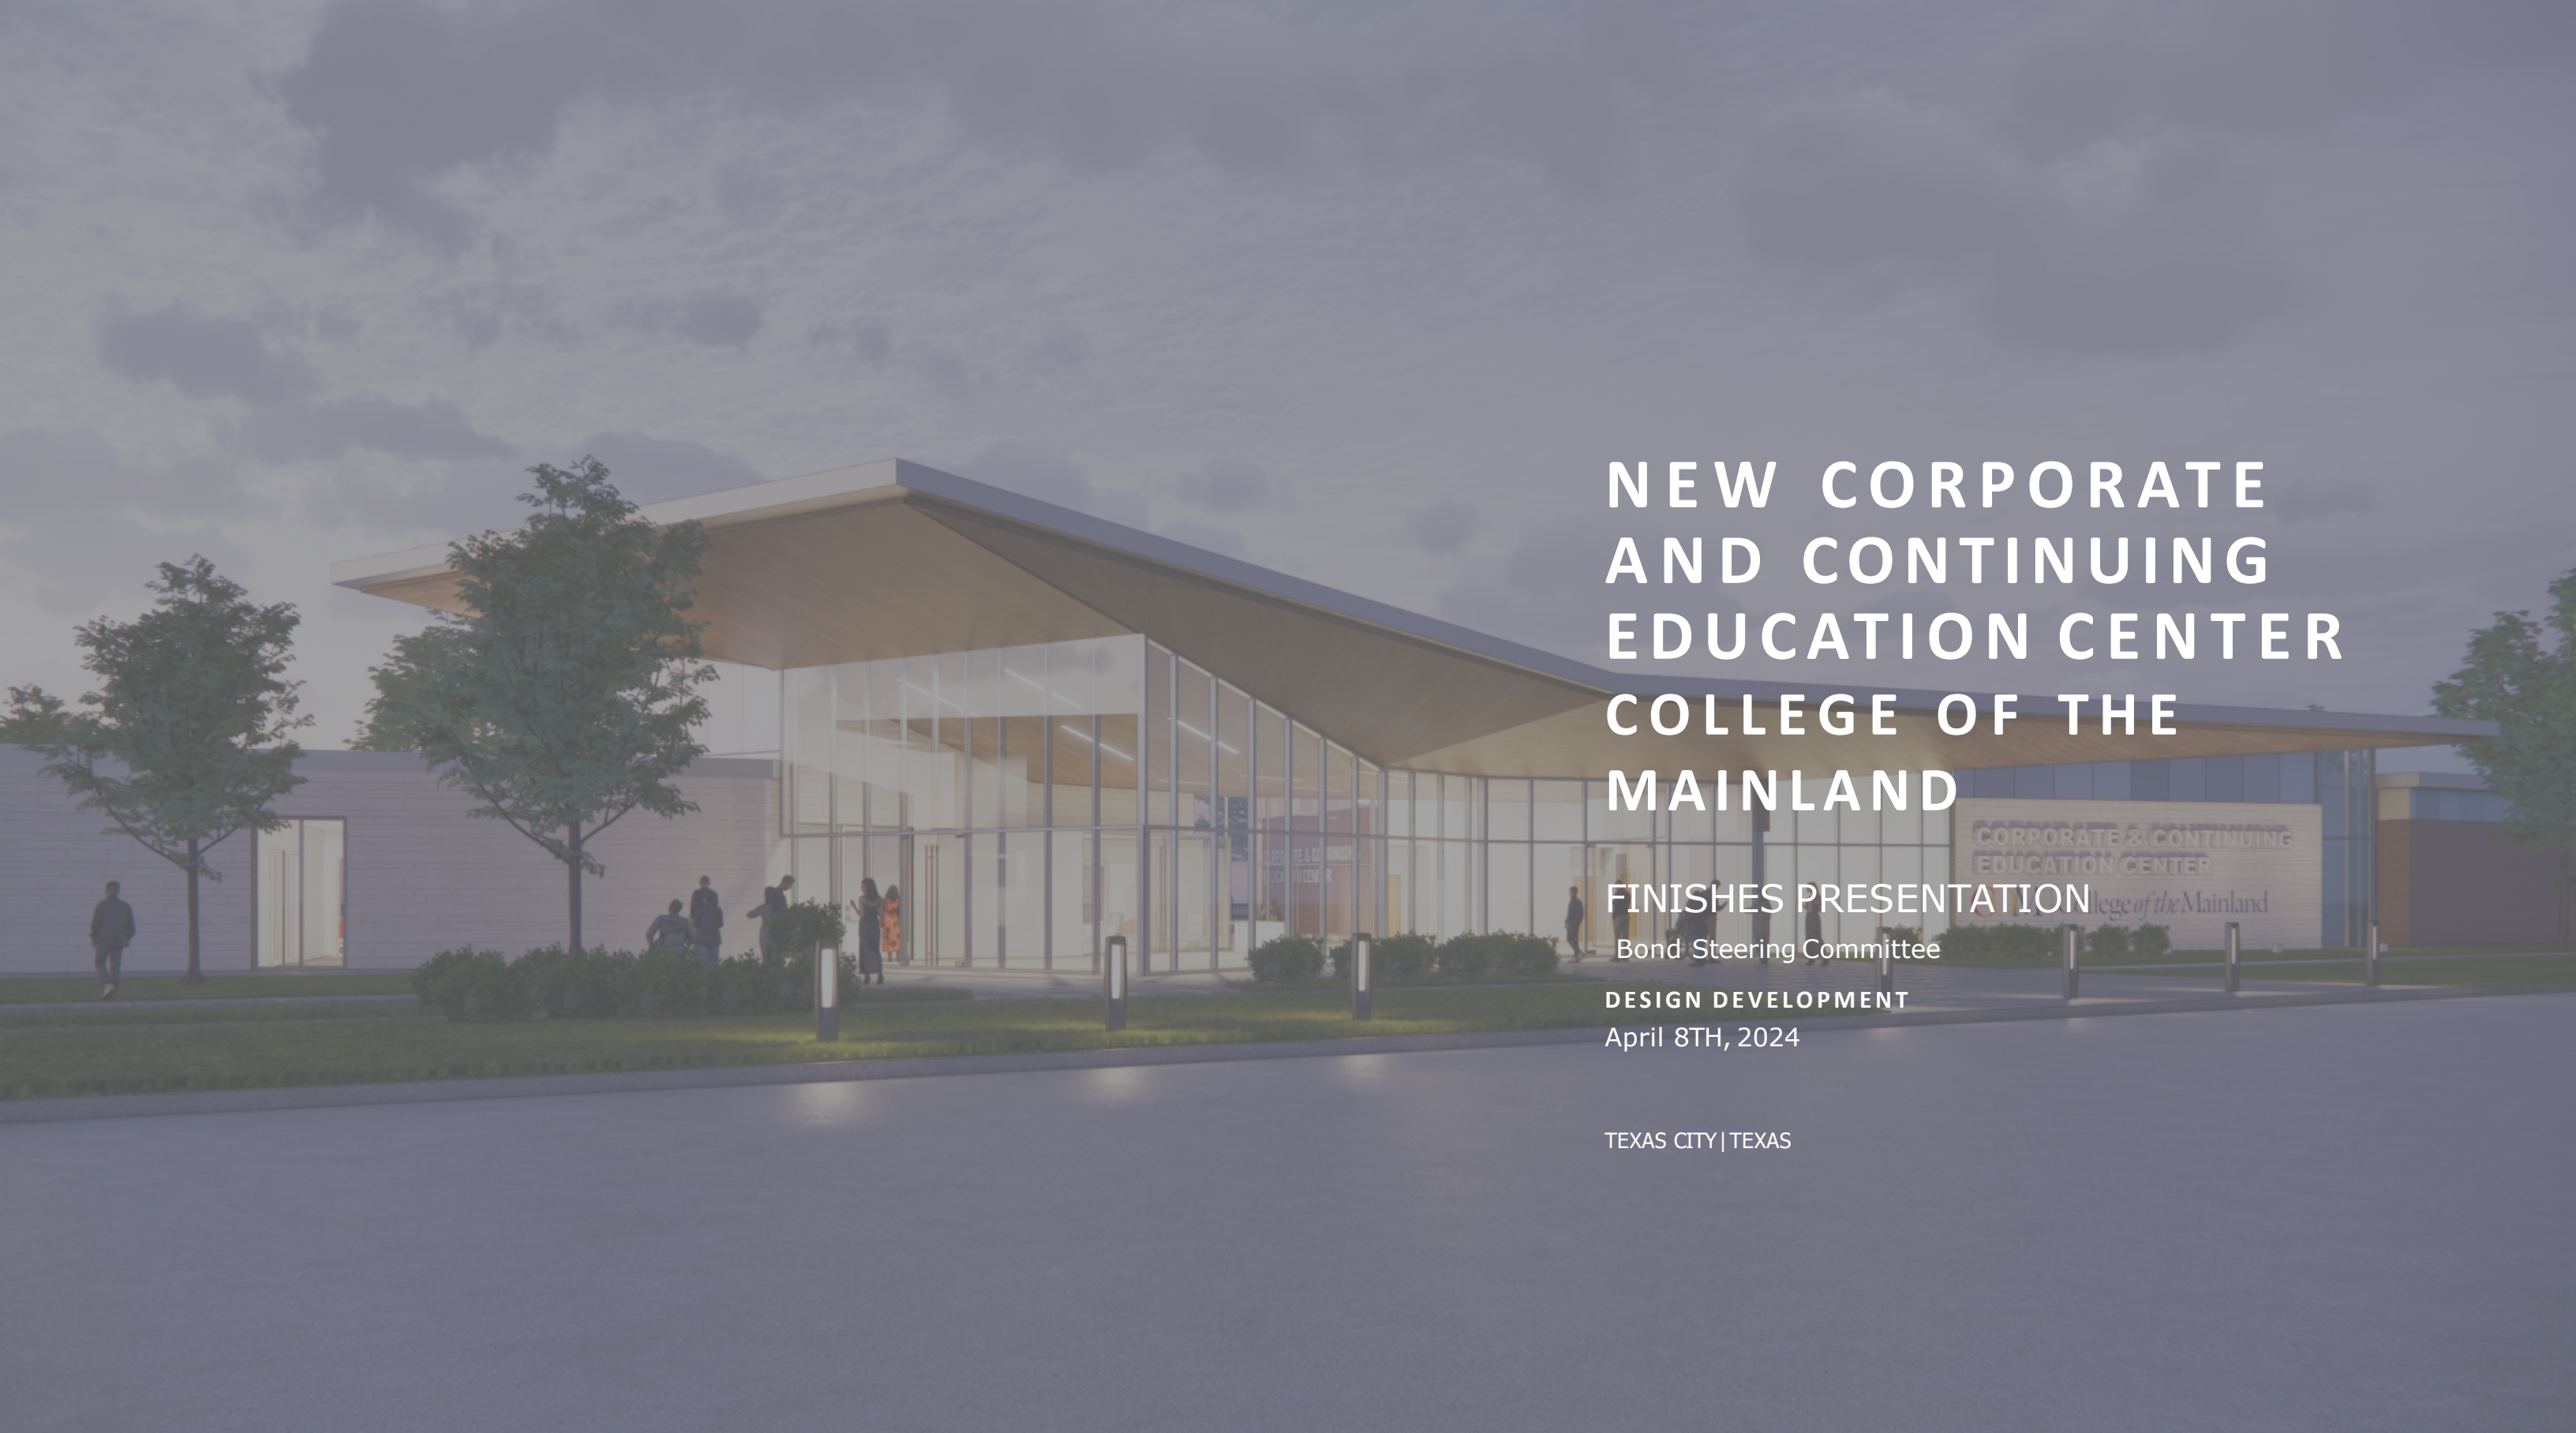 NEW CORPORATE
AND CONTINUING
EDUCATION CENTER
COLLEGE OF THE
MAINLAND
CORPORATE & CONTINUING
EDUCATION CENTER
FINISHES PRESENTATION
of the Mainland
Bond Steering Committee
DESIGN DEVELOPMENT
April 8TH, 2024
TEXAS CITY | TEXAS